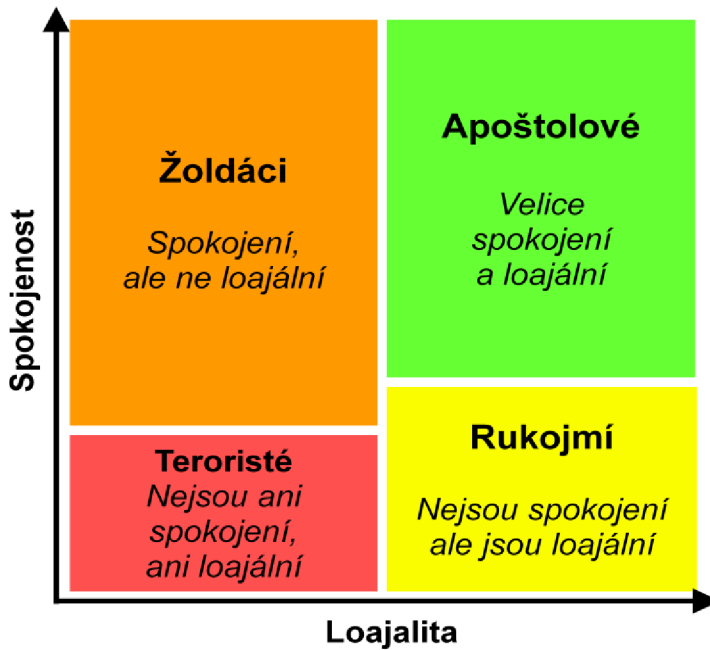 Spokojenost
Žoldáci
Spokojení,
ale ne loajální
Apoštolové
Velice
spokojení
a loajální
Teroristé
Nejsou ani
spokojení,
ani loajální
Rukojmí
Nejsou spokojení
ale jsou loajální
Loajalita